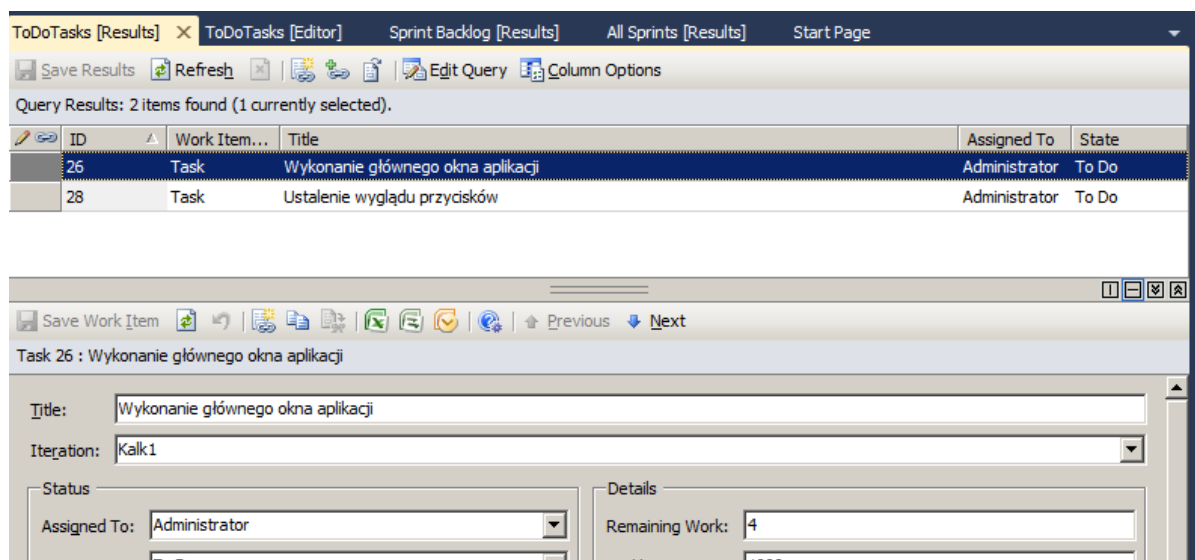 ToDoTasks [Results] ToDoTasks [Editor] Sprint Backlog [Results] All Sprints [Results] Start Page
Save Results Refresh Edit Query Column Options
Query Results: 2 items found (1 currently selected).
ID Work Item... Title Assigned To State
26 Task Wykonanie głównego okna aplikacji Administrator To Do
28 Task Ustalenie wyglądu przycisków Administrator To Do
Save Work Item Previous Next
Task 26 : Wykonanie głównego okna aplikacji
Title: Wykonanie głównego okna aplikacji
Iteration: Kalk1
Status Details
Assigned To: Administrator Remaining Work: 4